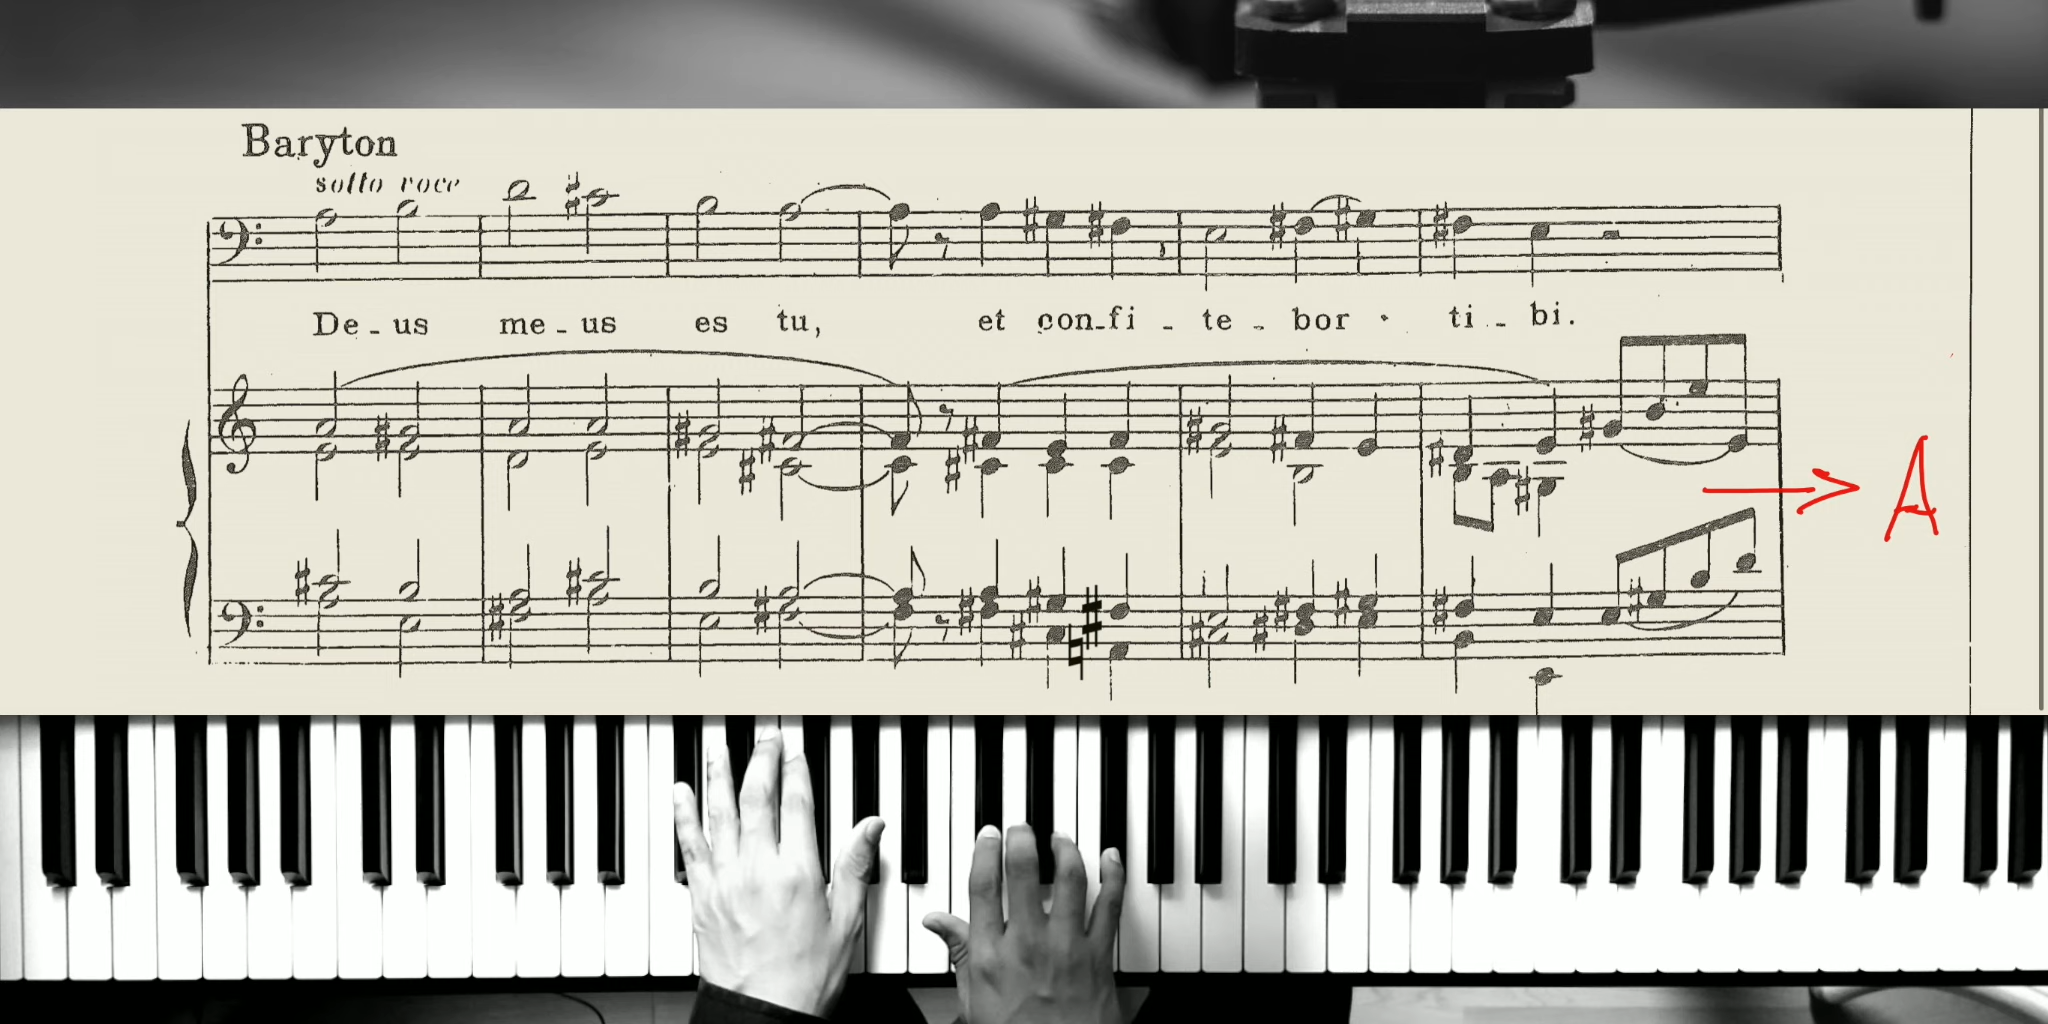 Baryton
sotto voce
De - us me - us es tu, et con - fi - te - bor - ti - bi.
A